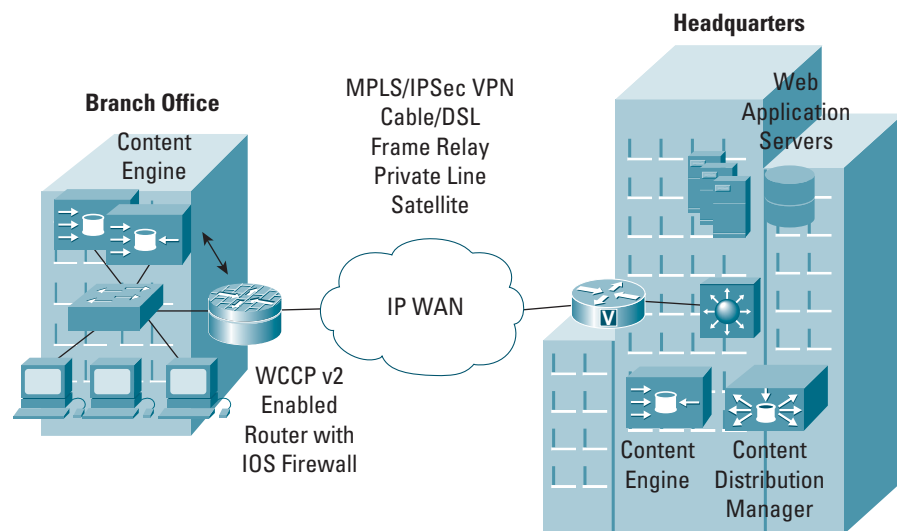 Headquarters
Branch Office
Content
Engine
MPLS/IPSec VPN
Cable/DSL
Frame Relay
Private Line
Satellite
Web
Application
Servers
IP WAN
V
WCCP v2
Enabled
Router with
IOS Firewall
Content
Engine
Content
Distribution
Manager